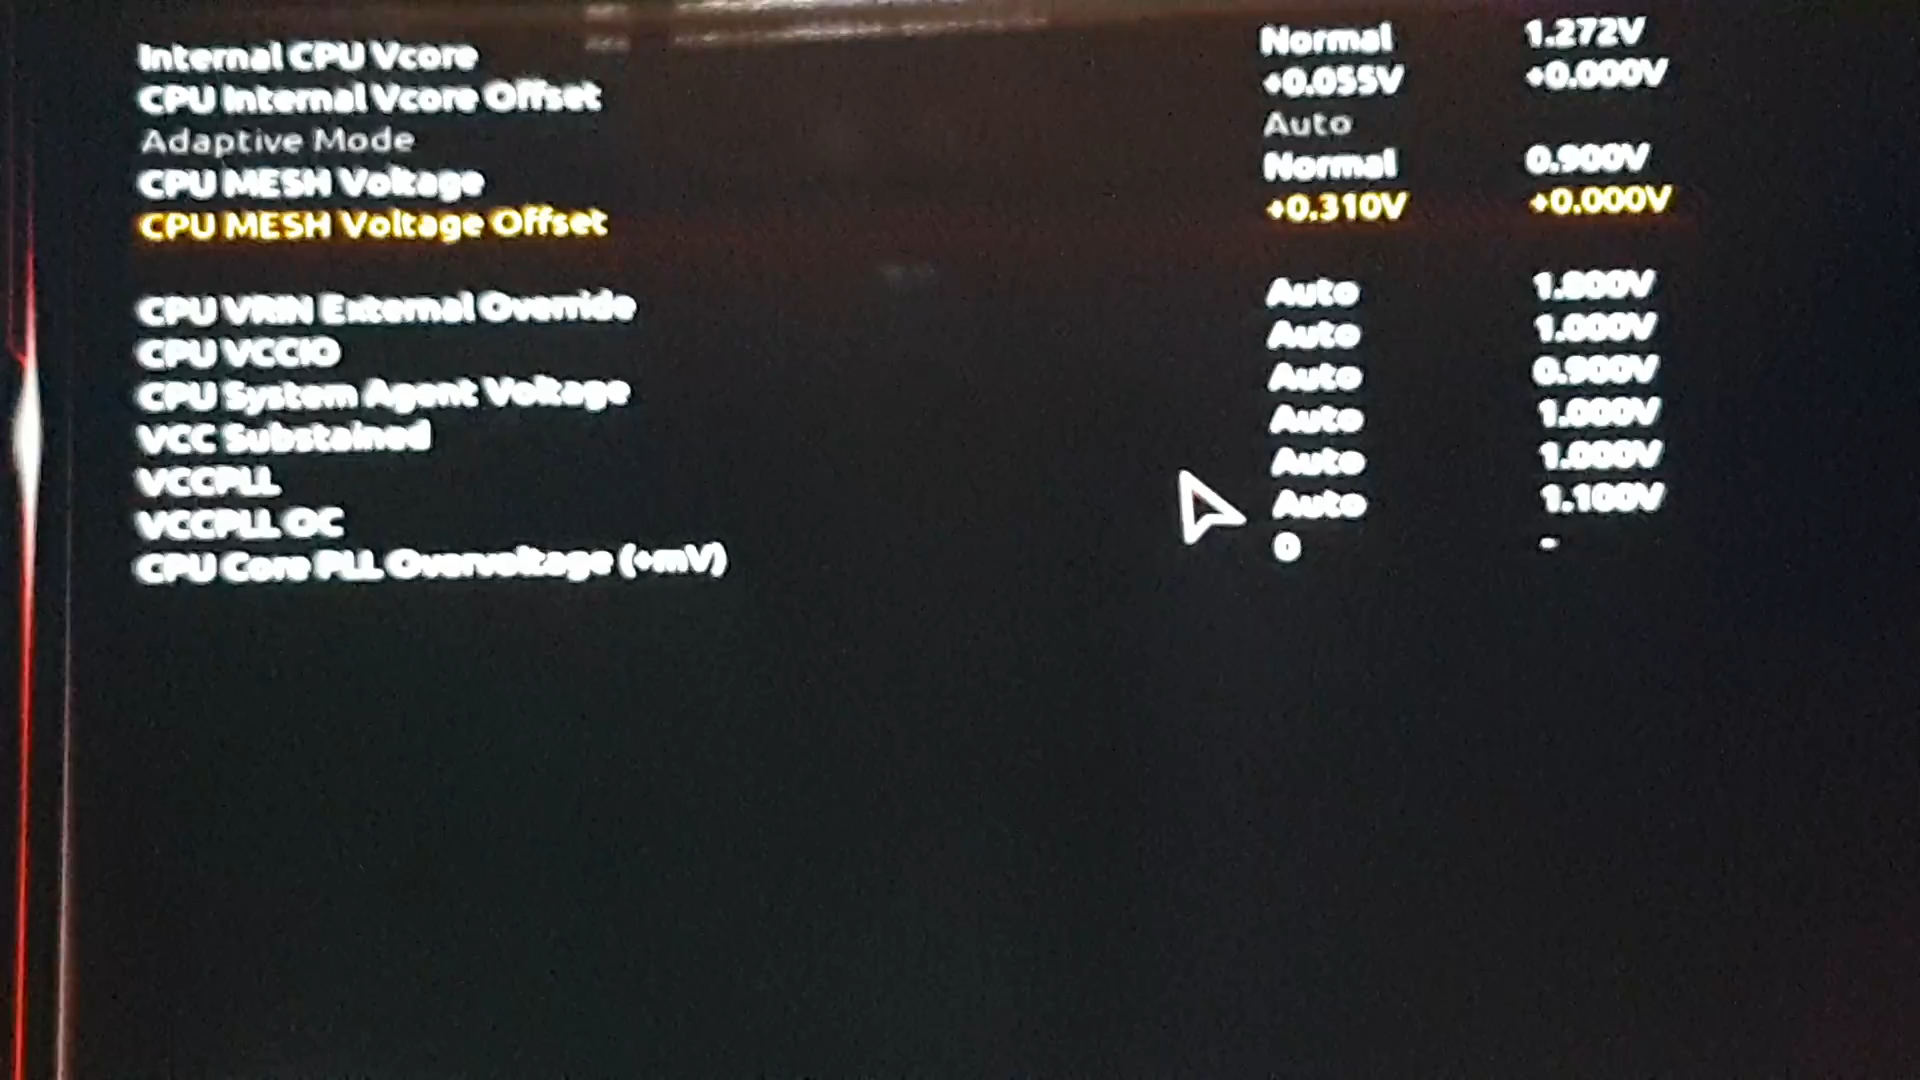 Internal CPU Vcore Normal 1.272V
CPU Internal Vcore Offset +0.055V +0.000V
Adaptive Mode Auto
CPU MESH Voltage Normal 0.900V
CPU MESH Voltage Offset +0.310V +0.000V
CPU VRIN External Override Auto 1.800V
CPU VCCIO Auto 1.000V
CPU System Agent Voltage Auto 0.900V
VCC Substained Auto 1.000V
VCCPLL Auto 1.000V
VCCPLL OC Auto 1.100V
CPU Core PLL Overvoltage (+mV) 0 -